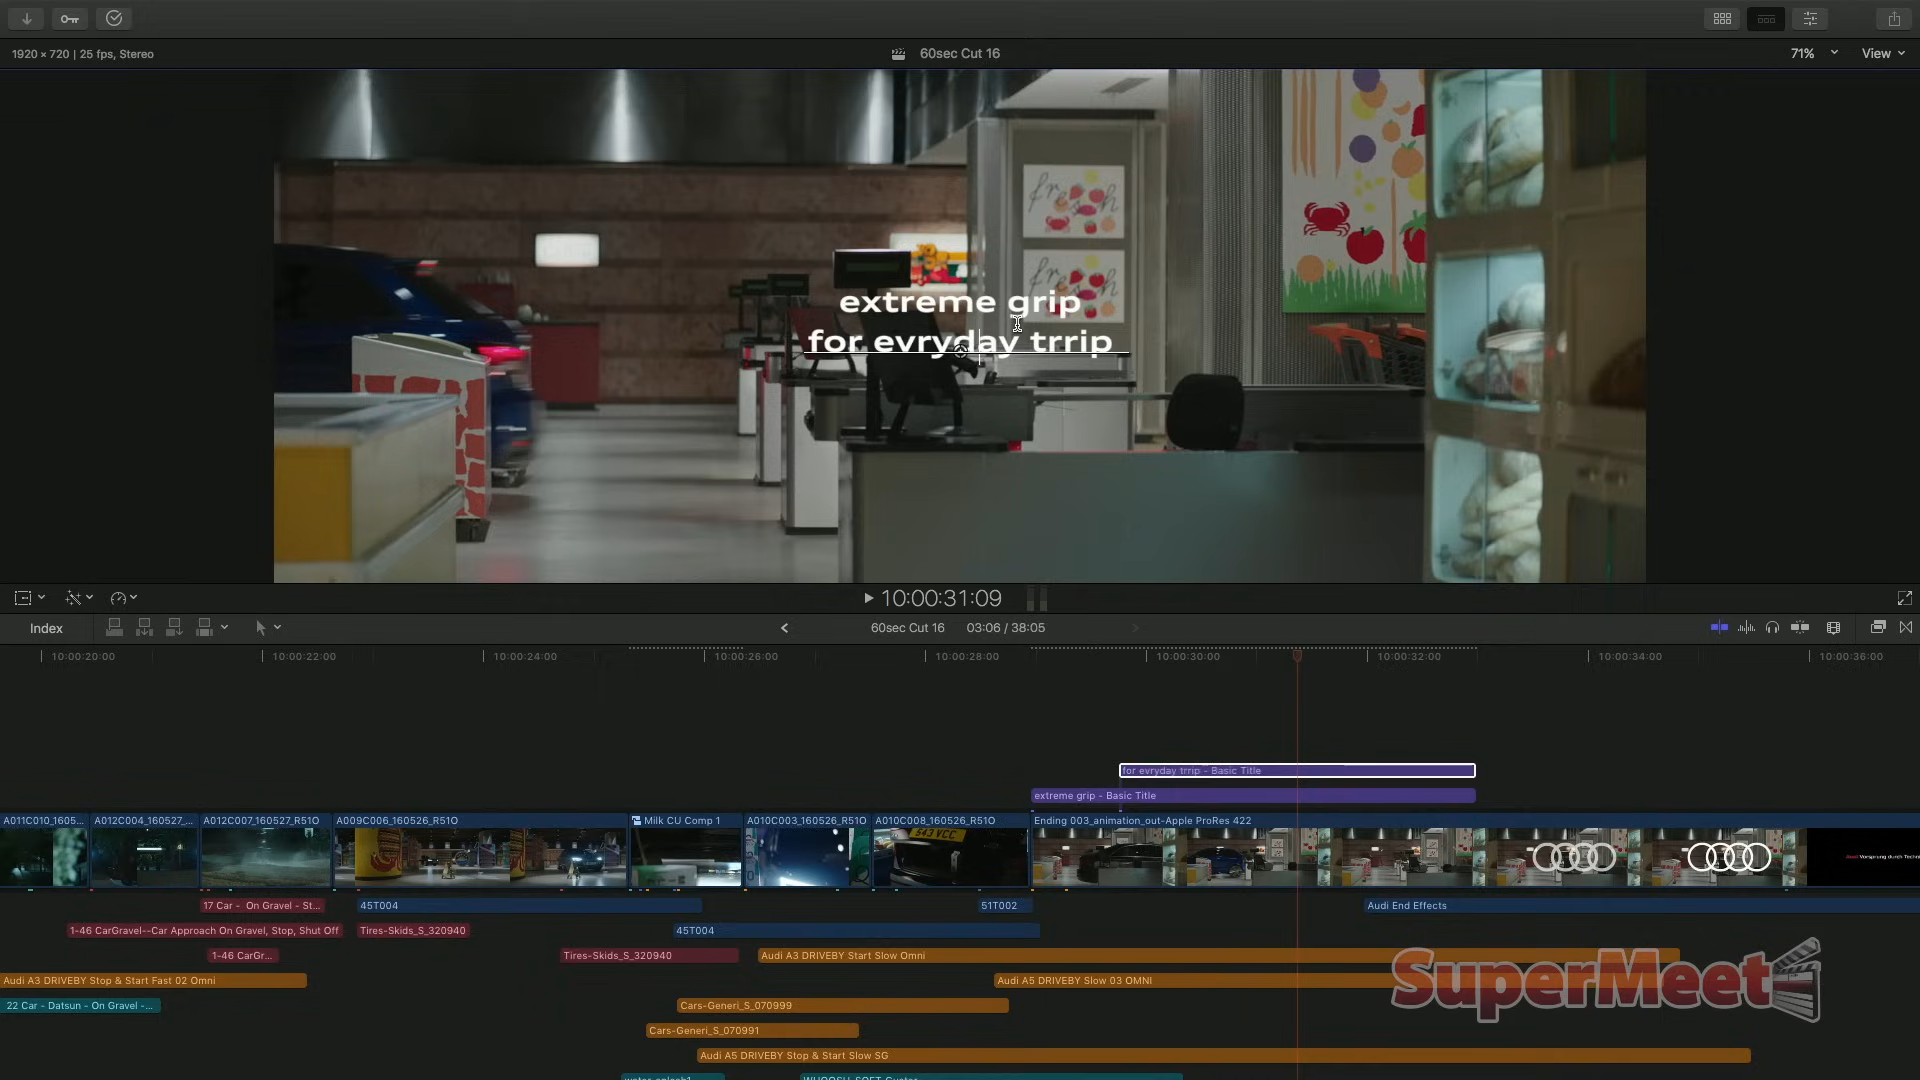 1920 × 720 | 25 fps, Stereo
60sec Cut 16
71%
View
fresh
fresh
extreme grip
for evryday trrip
10:00:31:09
Index
60sec Cut 16
03:06 / 38:05
10:00:20:00
10:00:22:00
10:00:24:00
10:00:26:00
10:00:28:00
10:00:30:00
10:00:32:00
10:00:34:00
10:00:36:00
for evryday trrip - Basic Title
extreme grip - Basic Title
A011C010_1605...
A012C004_160527_...
A012C007_160527_R51O
A009C006_160526_R51O
Milk CU Comp 1
A010C003_160526_R51O
A010C008_160526_R51O
Ending 003_animation_out-Apple ProRes 422
543 VCC
17 Car - On Gravel - St...
45T004
51T002
Audi End Effects
1-46 CarGravel--Car Approach On Gravel, Stop, Shut Off
Tires-Skids_S_320940
45T004
1-46 CarGr...
Tires-Skids_S_320940
Audi A3 DRIVEBY Start Slow Omni
Audi A3 DRIVEBY Stop & Start Fast 02 Omni
Audi A5 DRIVEBY Slow 03 OMNI
22 Car - Datsun - On Gravel -...
Cars-Generi_S_070999
Cars-Generi_S_070991
Audi A5 DRIVEBY Stop & Start Slow SG
SuperMeet